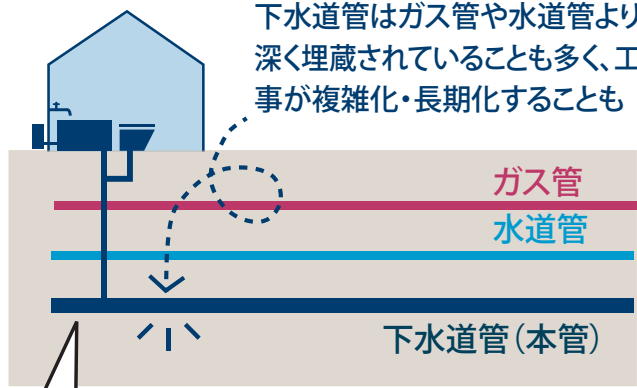 下水道管はガス管や水道管より
深く埋蔵されていることも多く、工
事が複雑化・長期化することも
ガス管
水道管
下水道管（本管）